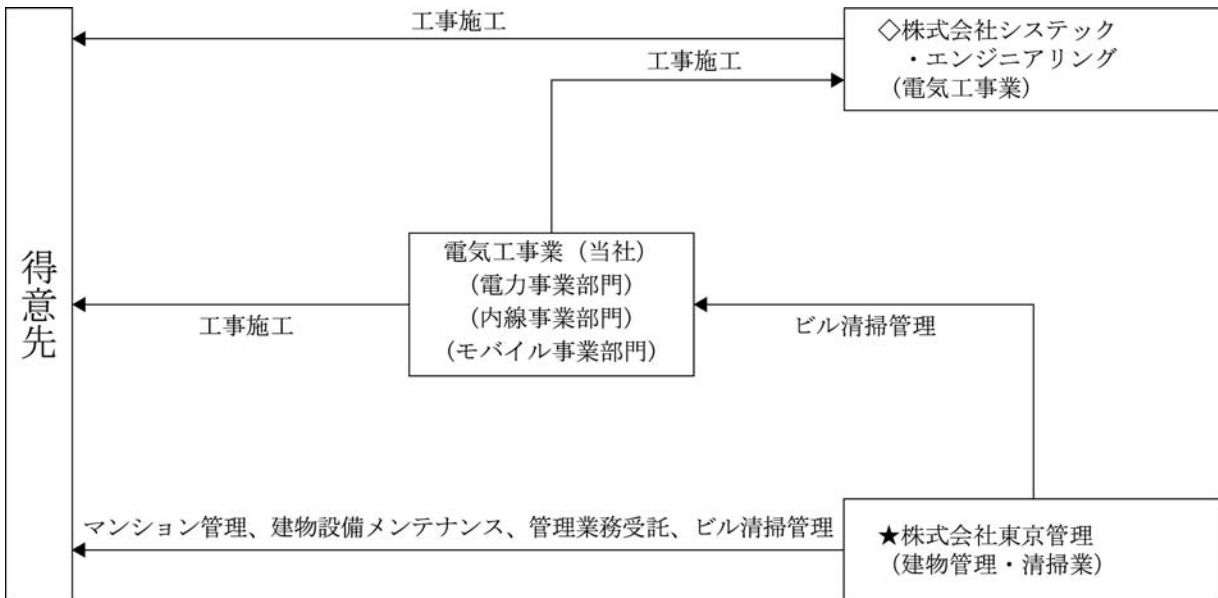 工事施工
◇株式会社システック
・エンジニアリング
(電気工事業)
工事施工
得意先
電気工事業(当社)
(電力事業部門)
(内線事業部門)
(モバイル事業部門)
工事施工
ビル清掃管理
マンション管理、建物設備メンテナンス、管理業務受託、ビル清掃管理
★株式会社東京管理
(建物管理・清掃業)